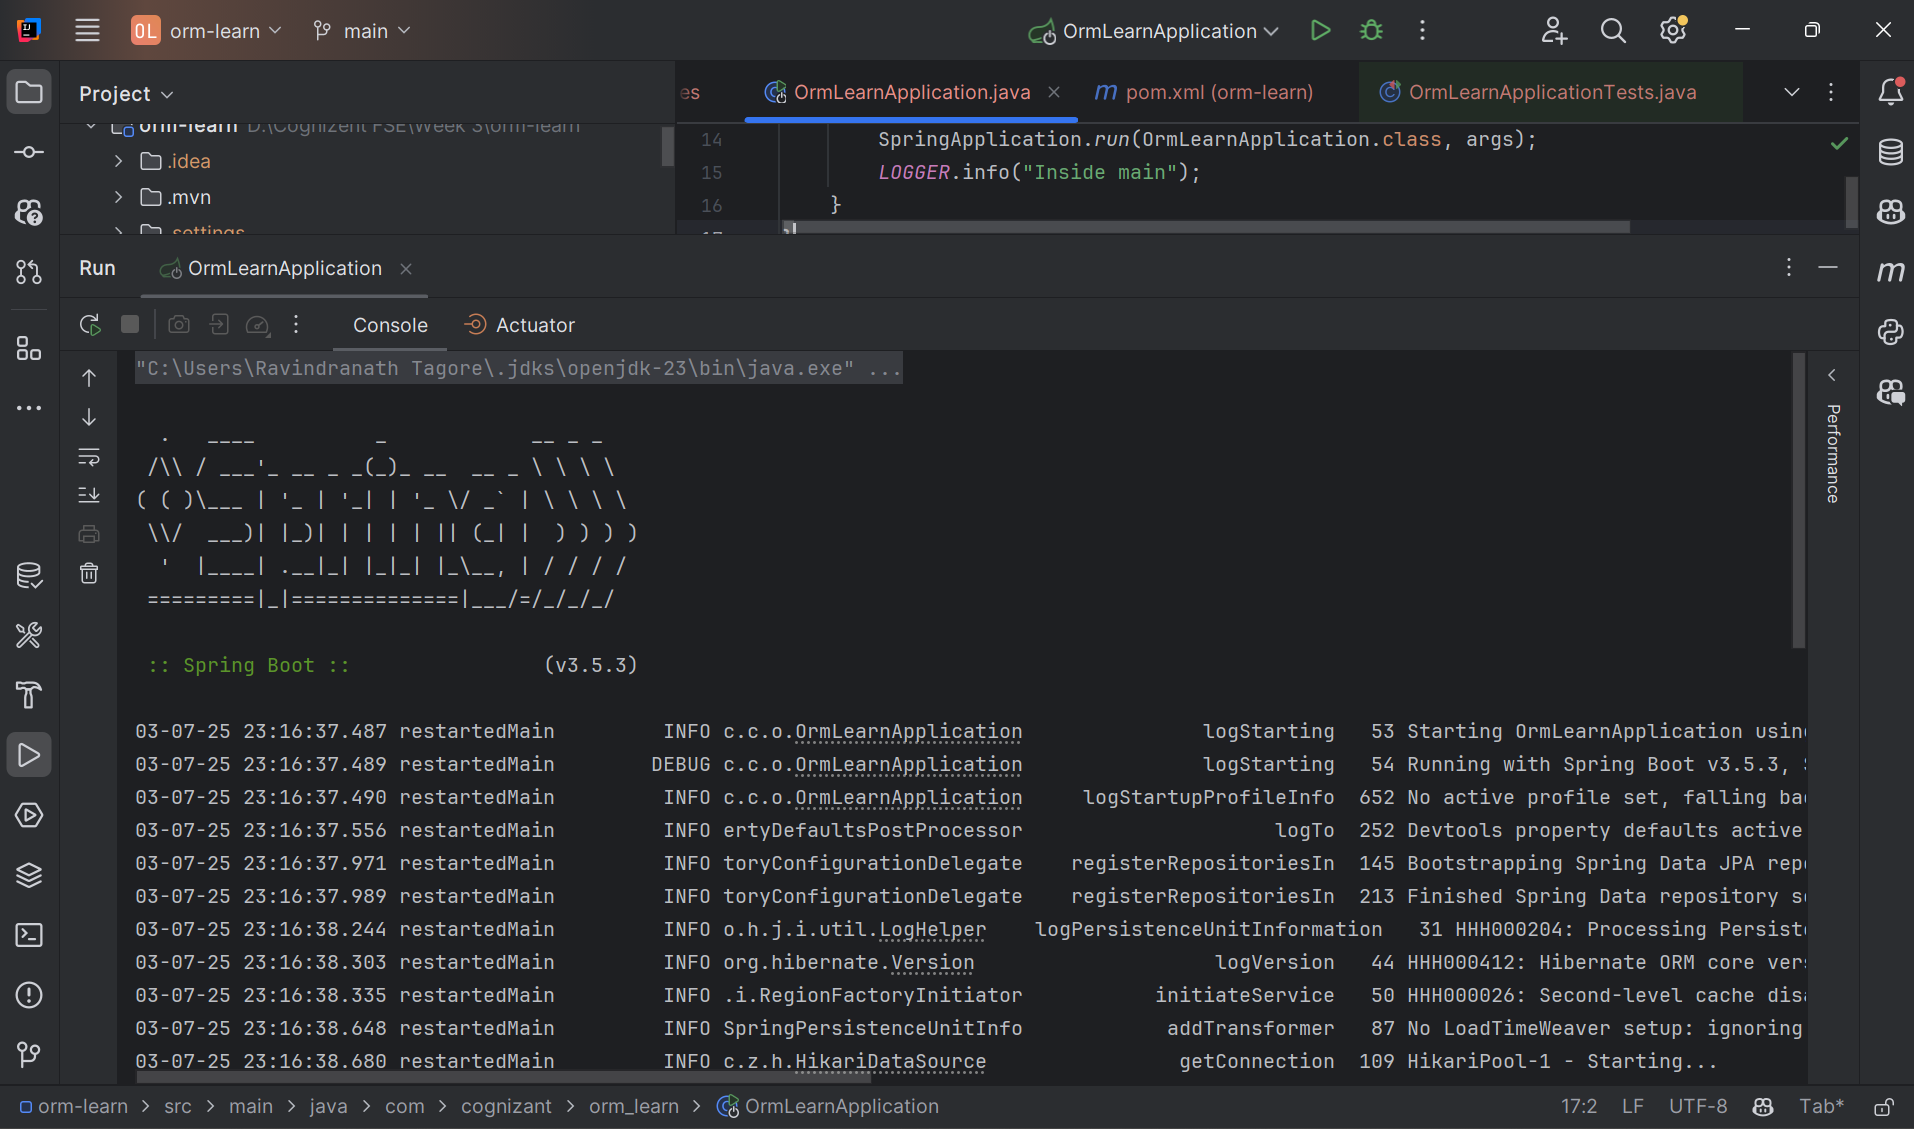 OL orm-learn main OrmLearnApplication
Project
es OrmLearnApplication.java pom.xml (orm-learn) OrmLearnApplicationTests.java
orm-learn D:\Cognizent FSE\Week 3\orm-learn
.idea
.mvn
.settings
14 SpringApplication.run(OrmLearnApplication.class, args);
15 LOGGER.info("Inside main");
16 }
17 }
Run OrmLearnApplication
Console Actuator
"C:\Users\Ravindranath Tagore\.jdks\openjdk-23\bin\java.exe" ...
  .   ____          _            __ _ _
 /\\ / ___'_ __ _ _(_)_ __  __ _ \ \ \ \
( ( )\___ | '_ | '_| | '_ \/ _` | \ \ \ \
 \\/  ___)| |_)| | | | | || (_| |  ) ) ) )
  '  |____| .__|_| |_|_| |_\__, | / / / /
 =========|_|==============|___/=/_/_/_/
:: Spring Boot :: (v3.5.3)
03-07-25 23:16:37.487 restartedMain INFO c.c.o.OrmLearnApplication logStarting 53 Starting OrmLearnApplication using
03-07-25 23:16:37.489 restartedMain DEBUG c.c.o.OrmLearnApplication logStarting 54 Running with Spring Boot v3.5.3,
03-07-25 23:16:37.490 restartedMain INFO c.c.o.OrmLearnApplication logStartupProfileInfo 652 No active profile set, falling bac
03-07-25 23:16:37.556 restartedMain INFO ertyDefaultsPostProcessor logTo 252 Devtools property defaults active
03-07-25 23:16:37.971 restartedMain INFO toryConfigurationDelegate registerRepositoriesIn 145 Bootstrapping Spring Data JPA repo
03-07-25 23:16:37.989 restartedMain INFO toryConfigurationDelegate registerRepositoriesIn 213 Finished Spring Data repository sc
03-07-25 23:16:38.244 restartedMain INFO o.h.j.i.util.LogHelper logPersistenceUnitInformation 31 HHH000204: Processing Persiste
03-07-25 23:16:38.303 restartedMain INFO org.hibernate.Version logVersion 44 HHH000412: Hibernate ORM core vers
03-07-25 23:16:38.335 restartedMain INFO .i.RegionFactoryInitiator initiateService 50 HHH000026: Second-level cache disa
03-07-25 23:16:38.648 restartedMain INFO SpringPersistenceUnitInfo addTransformer 87 No LoadTimeWeaver setup: ignoring
03-07-25 23:16:38.680 restartedMain INFO c.z.h.HikariDataSource getConnection 109 HikariPool-1 - Starting...
Performance
orm-learn > src > main > java > com > cognizant > orm_learn > OrmLearnApplication 17:2 LF UTF-8 Tab*